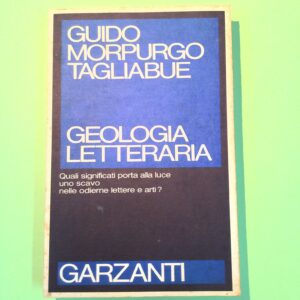 GUIDO
MORPURGO
TAGLIABUE
GEOLOGIA
LETTERARIA
Quali significati porta alla luce
uno scavo
nelle odierne lettere e arti?
GARZANTI